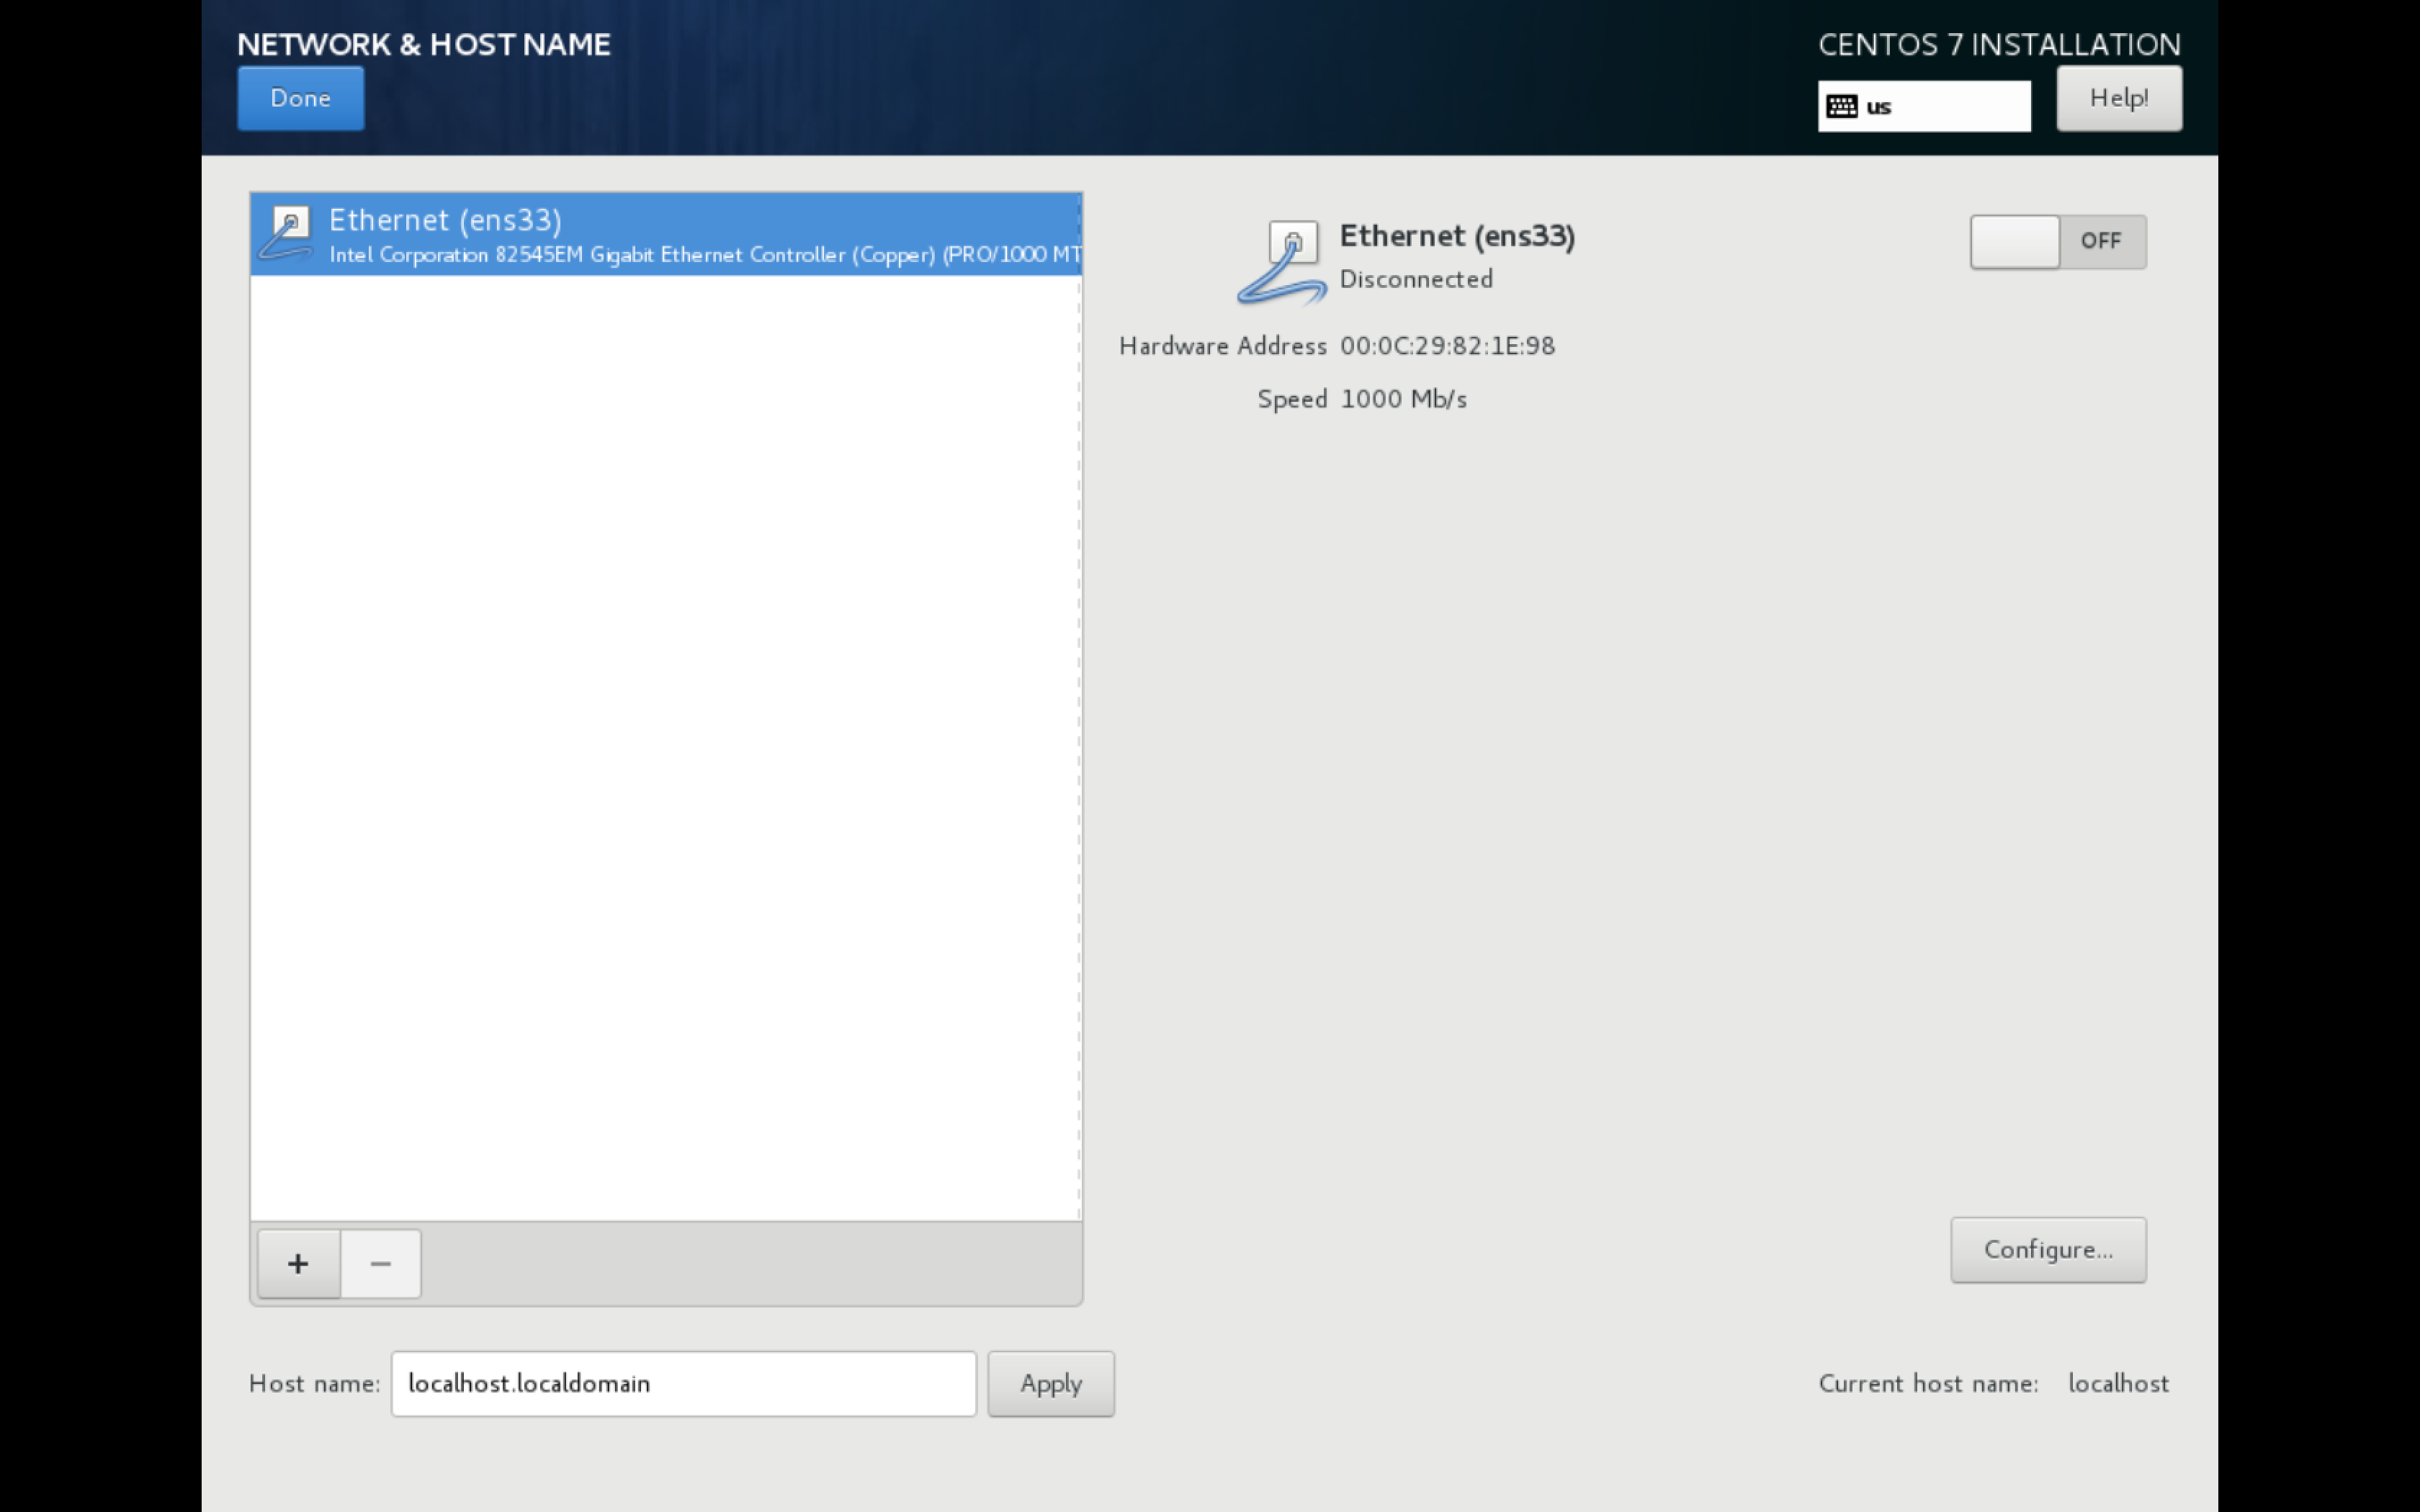 NETWORK & HOST NAME
CENTOS 7 INSTALLATION
Done
us
Help!
Ethernet (ens33)
Intel Corporation 82545EM Gigabit Ethernet Controller (Copper) (PRO/1000 MT
Ethernet (ens33)
Disconnected
OFF
Hardware Address 00:0C:29:82:1E:98
Speed 1000 Mb/s
+ −
Configure...
Host name: localhost.localdomain Apply
Current host name: localhost